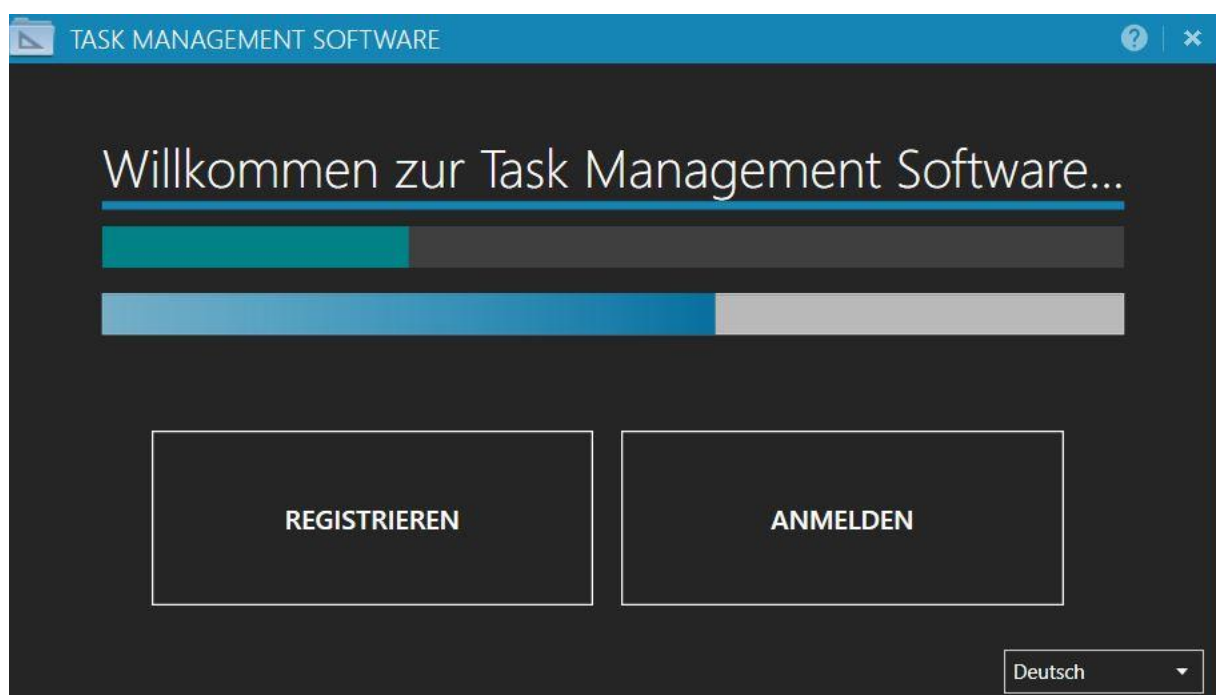 TASK MANAGEMENT SOFTWARE
Willkommen zur Task Management Software...
REGISTRIEREN
ANMELDEN
Deutsch